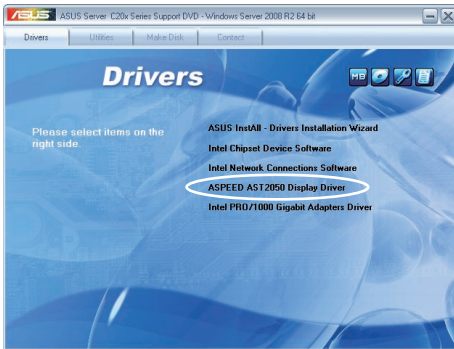 ASUS ASUS Server C20x Series Support DVD - Windows Server 2008 R2 64 bit
Drivers Utilities Make Disk Contact
Drivers
MB
Please select items on the
right side.
ASUS InstAll - Drivers Installation Wizard
Intel Chipset Device Software
Intel Network Connections Software
ASPEED AST2050 Display Driver
Intel PRO/1000 Gigabit Adapters Driver